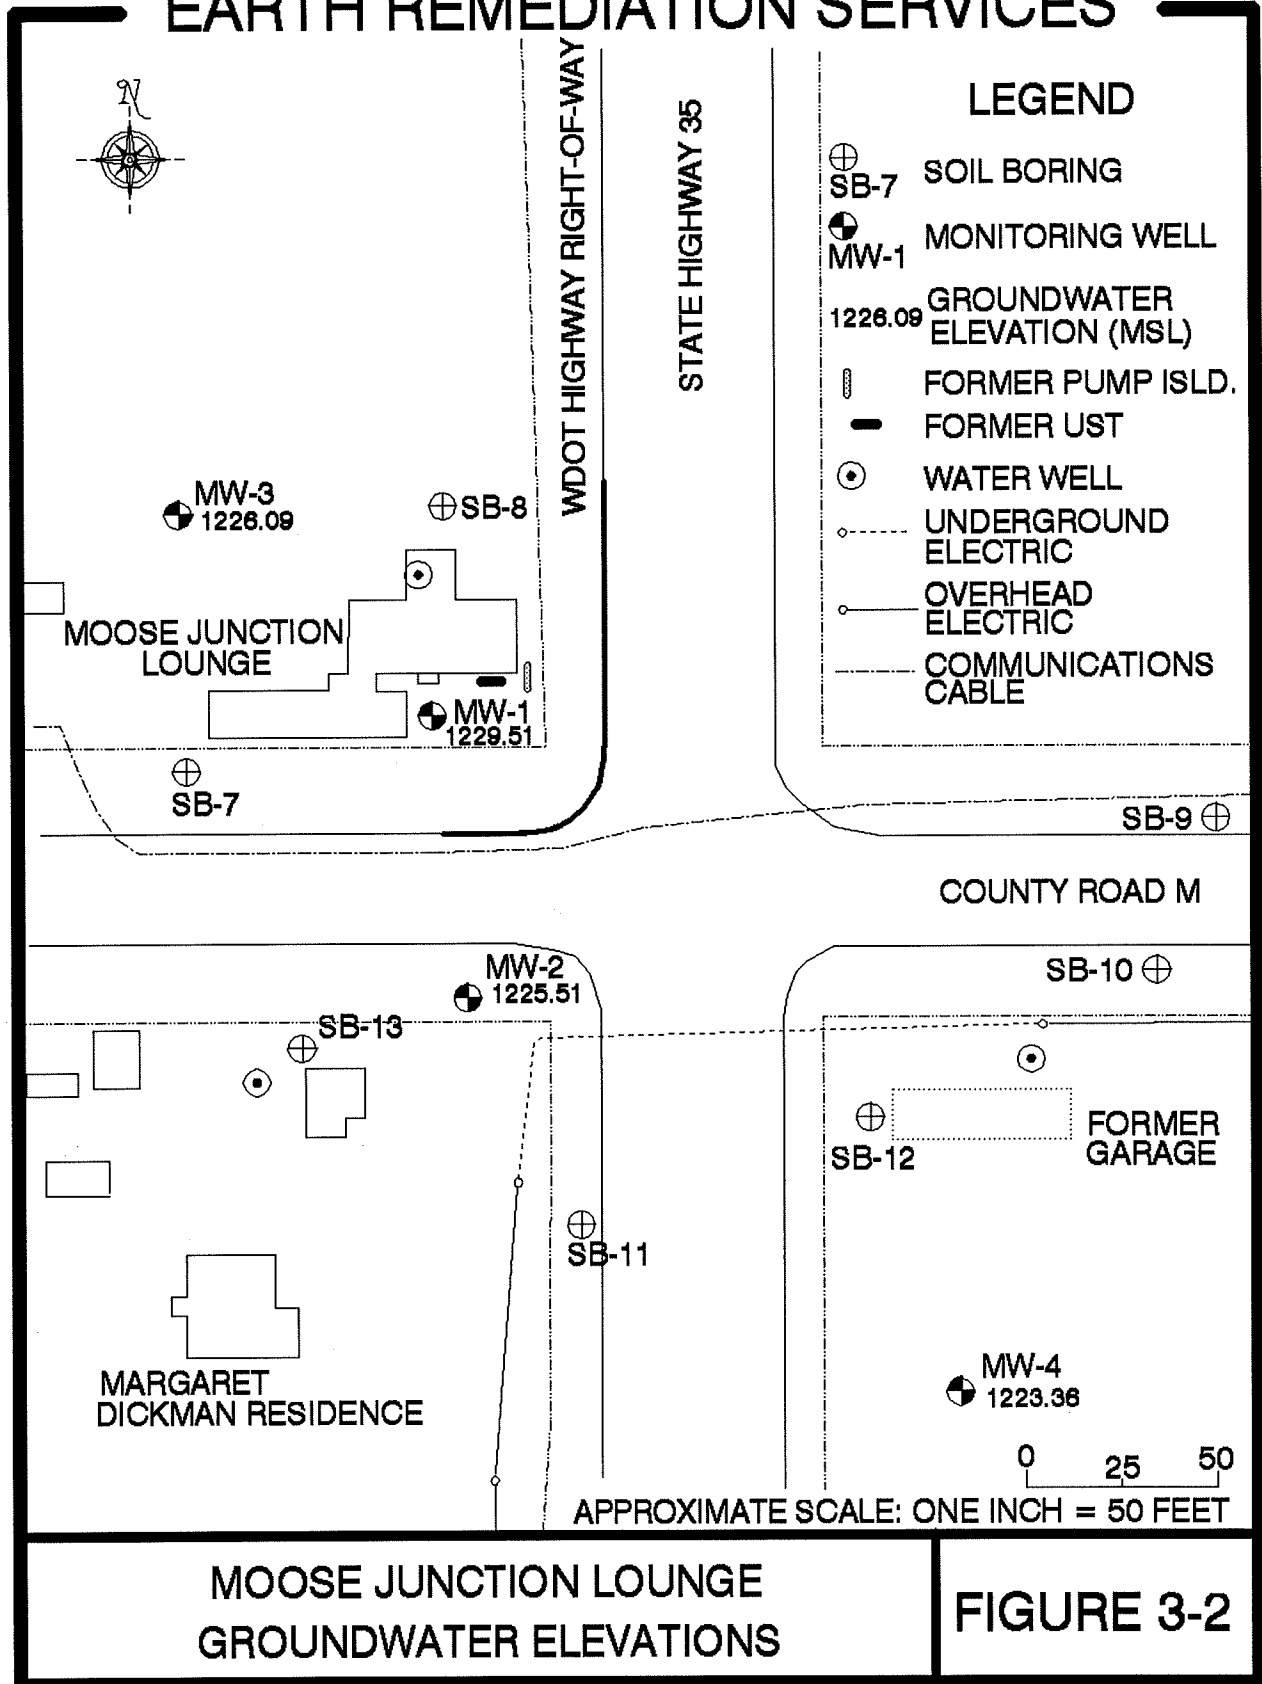 EARTH REMEDIATION SERVICES
N
WDOT HIGHWAY RIGHT-OF-WAY
STATE HIGHWAY 35
LEGEND
SB-7
SOIL BORING
MW-1
MONITORING WELL
1226.09
GROUNDWATER
ELEVATION (MSL)
FORMER PUMP ISLD.
FORMER UST
WATER WELL
UNDERGROUND
ELECTRIC
OVERHEAD
ELECTRIC
COMMUNICATIONS
CABLE
MW-3
1226.09
SB-8
MOOSE JUNCTION
LOUNGE
MW-1
1229.51
SB-7
SB-9
COUNTY ROAD M
MW-2
1225.51
SB-10
SB-13
FORMER
GARAGE
SB-12
SB-11
MARGARET
DICKMAN RESIDENCE
MW-4
1223.36
0 25 50
APPROXIMATE SCALE: ONE INCH = 50 FEET
MOOSE JUNCTION LOUNGE
GROUNDWATER ELEVATIONS
FIGURE 3-2